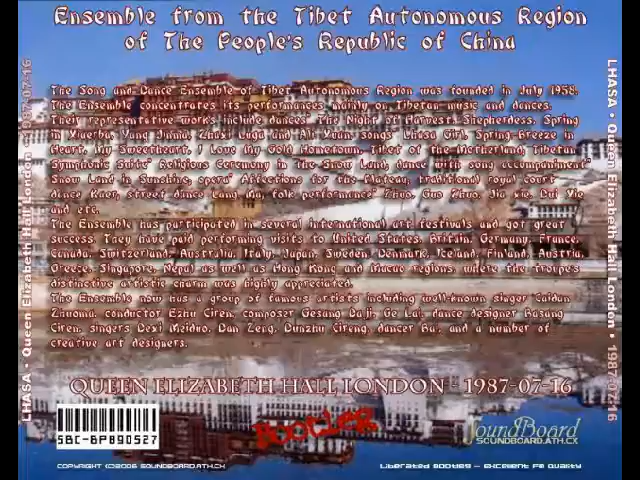 Ensemble from the Tibet Autonomous Region
of The People's Republic of China
The Song and Dance Ensemble of Tibet Autonomous Region was founded in July 1958.
The Ensemble concentrates its performances mainly on Tibetan music and dances.
Their representative works include dances" The Night of Harvest, Shepherdess, Spring
in Yuerba, Yang Jinma, Zhaxi Luga and Ali Xuan, songs" Lhasa Girl, Spring-Breeze in
Heart, My Sweetheart, I Love My Gold Hometown, Tibet of the Motherland, Tibetan
Symphonic Suite" Religious Ceremony in the Snow Land, dance with song accompaniment"
Snow Land in Sunshine, opera" Affections for the Plateau, traditional royal court
dance Kaer, street dance Lang Ma, folk performance" Zhuo, Guo Zhuo, Jia xie, Dui Xie
and etc.
The Ensemble has participated in several international art festivals and got great
success. They have paid performing visits to United States, Britain, Germany, France,
Canada, Switzerland, Australia, Italy, Japan, Sweden, Denmark, Iceland, Finland, Austria,
Greece, Singapore, Nepal as well as Hong Kong and Macuo regions, where the troupe's
distinctive artistic charm was highly appreciated.
The Ensemble now has a group of famous artists including well-known singer Caidan
Zhuoma, conductor Ezhu Ciren, composer Gesang Daji, Ge Lai, dance designer Basang
Ciren, singers Dexi Meiduo, Dan Zeng, Dunzhu Cireng, dancer Ba', and a number of
creative art designers.
QUEEN ELIZABETH HALL LONDON 1987-07-16
SBC-BP890527
Bootleg
SoundBoard
SOUNDBOARD.ATH.CX
COPYRIGHT (C)2006 SOUNDBOARD.ATH.CX
Liberated Bootleg - Excellent FM Quality
LHASA • Queen Elizabeth Hall London • 1987-07-16
LHASA • Queen Elizabeth Hall London • 1987-07-16